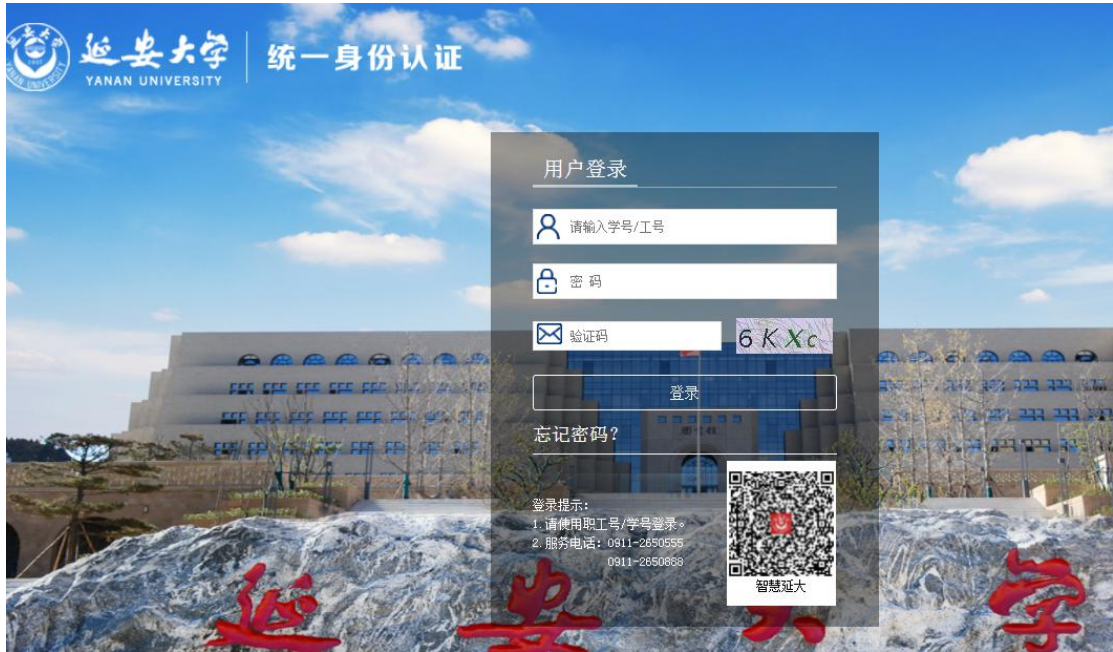 延安大学
YANAN UNIVERSITY
统一身份认证
用户登录
请输入学号/工号
密 码
验证码
6KXc
登录
忘记密码?
登录提示:
1.请使用职工号/学号登录。
2.服务电话: 0911-2650555
0911-2650888
智慧延大
延安大学